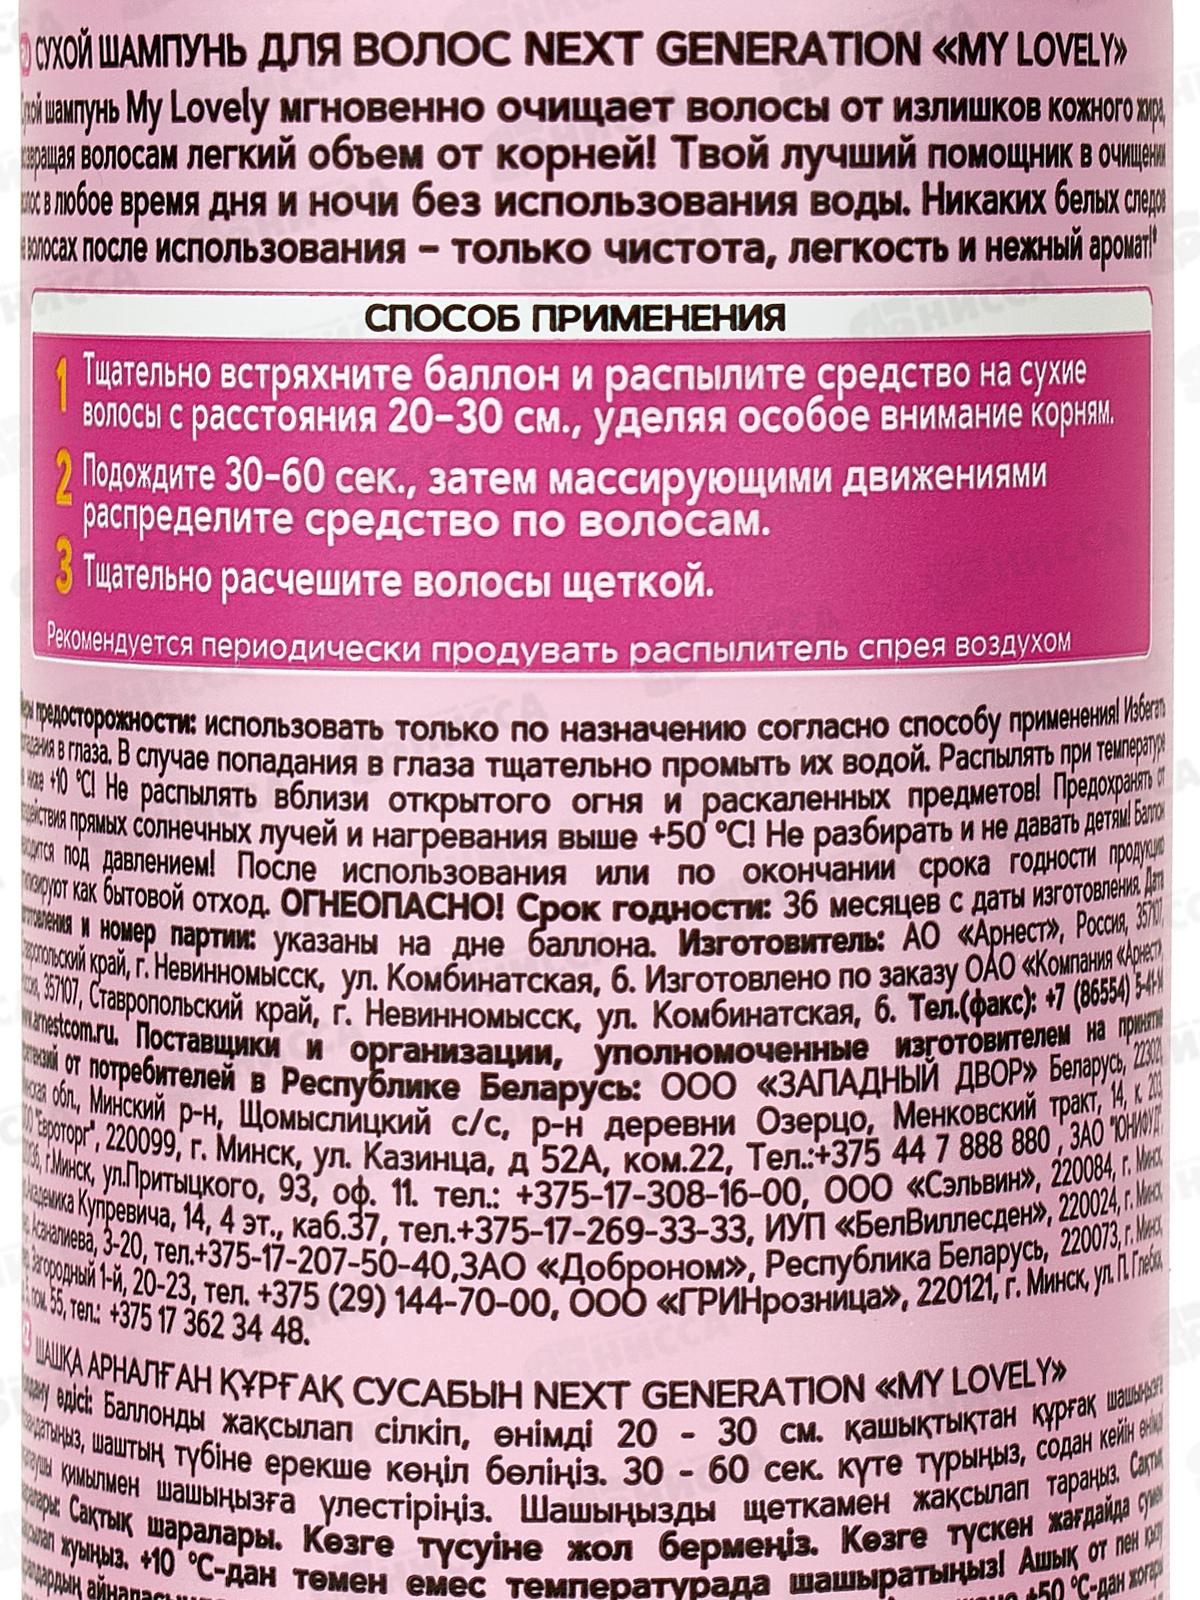 СУХОЙ ШАМПУНЬ ДЛЯ ВОЛОС NEXT GENERATION «MY LOVELY»
шампунь My Lovely мгновенно очищает волосы от излишков кожного жира,
волосам легкий объем от корней! Твой лучший помощник в очищении
в любое время дня и ночи без использования воды. Никаких белых следов
волосах после использования – только чистота, легкость и нежный аромат!*
СПОСОБ ПРИМЕНЕНИЯ
1 Тщательно встряхните баллон и распылите средство на сухие
волосы с расстояния 20–30 см., уделяя особое внимание корням.
2 Подождите 30–60 сек., затем массирующими движениями
распределите средство по волосам.
3 Тщательно расчешите волосы щеткой.
Рекомендуется периодически продувать распылитель спрея воздухом
предосторожности: использовать только по назначению согласно способу применения! Избегать
в глаза. В случае попадания в глаза тщательно промыть их водой. Распылять при температуре
ниже +10 °С! Не распылять вблизи открытого огня и раскаленных предметов! Предохранять от
прямых солнечных лучей и нагревания выше +50 °С! Не разбирать и не давать детям! Баллон
под давлением! После использования или по окончании срока годности продукцию
как бытовой отход. ОГНЕОПАСНО! Срок годности: 36 месяцев с даты изготовления. Дата
и номер партии: указаны на дне баллона. Изготовитель: АО «Арнест», Россия, 357107,
край, г. Невинномысск, ул. Комбинатская, 6. Изготовлено по заказу ОАО «Компания «Арнест»,
357107, Ставропольский край, г. Невинномысск, ул. Комбинатская, 6. Тел.(факс): +7 (86554)
www.arnestcom.ru. Поставщики и организации, уполномоченные изготовителем на принятие
от потребителей в Республике Беларусь: ООО «ЗАПАДНЫЙ ДВОР» Беларусь, 223021,
обл., Минский р-н, Щомыслицкий с/с, р-н деревни Озерцо, Менковский тракт, 14, к. 203,
"Евроторг", 220099, г. Минск, ул. Казинца, д 52А, ком.22, Тел.:+375 44 7 888 880 , ЗАО "ЮНИФУД",
г.Минск, ул.Притыцкого, 93, оф. 11. тел.: +375-17-308-16-00, ООО «Сэльвин», 220084, г. Минск,
Академика Купревича, 14, 4 эт., каб.37, тел.+375-17-269-33-33, ИУП «БелВиллесден», 220024, г. Минск,
Асаналиева, 3-20, тел.+375-17-207-50-40,ЗАО «Доброном», Республика Беларусь, 220073, г. Минск,
Загородный 1-й, 20-23, тел. +375 (29) 144-70-00, ООО «ГРИНрозница», 220121, г. Минск, ул. П. Глебки,
пом. 55, тел.: +375 17 362 34 48.
ШАШҚА АРНАЛҒАН ҚҰРҒАҚ СУСАБЫН NEXT GENERATION «MY LOVELY»
әдісі: Баллонды жақсылап сілкіп, өнімді 20 - 30 см. қашықтықтан құрғақ шашыңызға
шаштың түбіне ерекше көңіл бөліңіз. 30 - 60 сек. күте тұрыңыз, содан кейін өнімді
қимылмен шашыңызға үлестіріңіз. Шашыңызды щеткамен жақсылап тараңыз. Сақтық
Сақтық шаралары. Көзге түсуіне жол бермеңіз. Көзге түскен жағдайда сумен
жуыңыз. +10 °С-дан төмен емес температурада шашыратыңыз! Ашық от пен қызу
+50 °С-дан жоғары